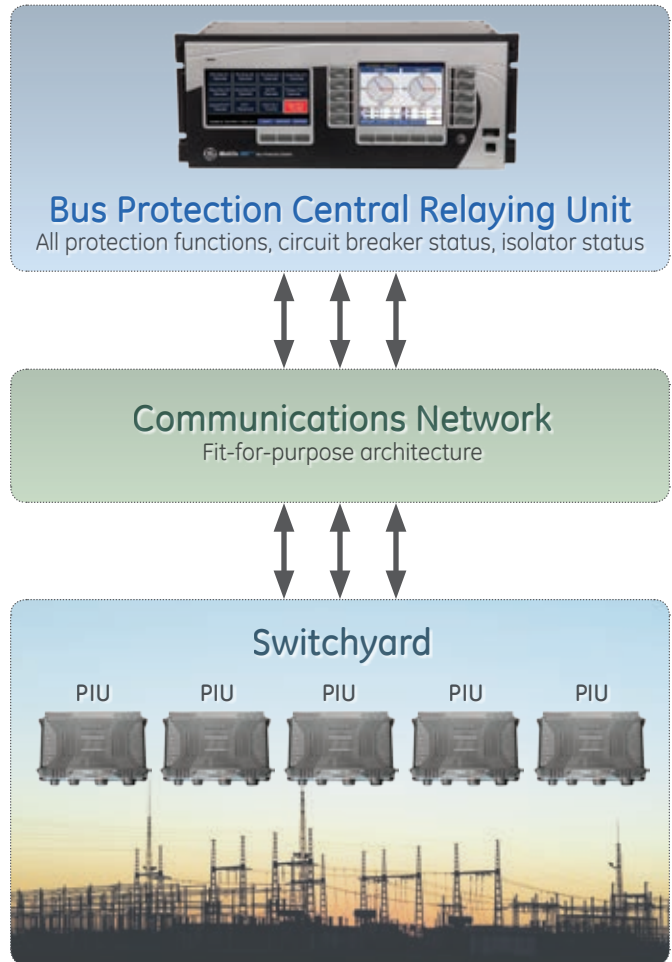 Bus Protection Central Relaying Unit
All protection functions, circuit breaker status, isolator status
Communications Network
Fit-for-purpose architecture
Switchyard
PIU PIU PIU PIU PIU